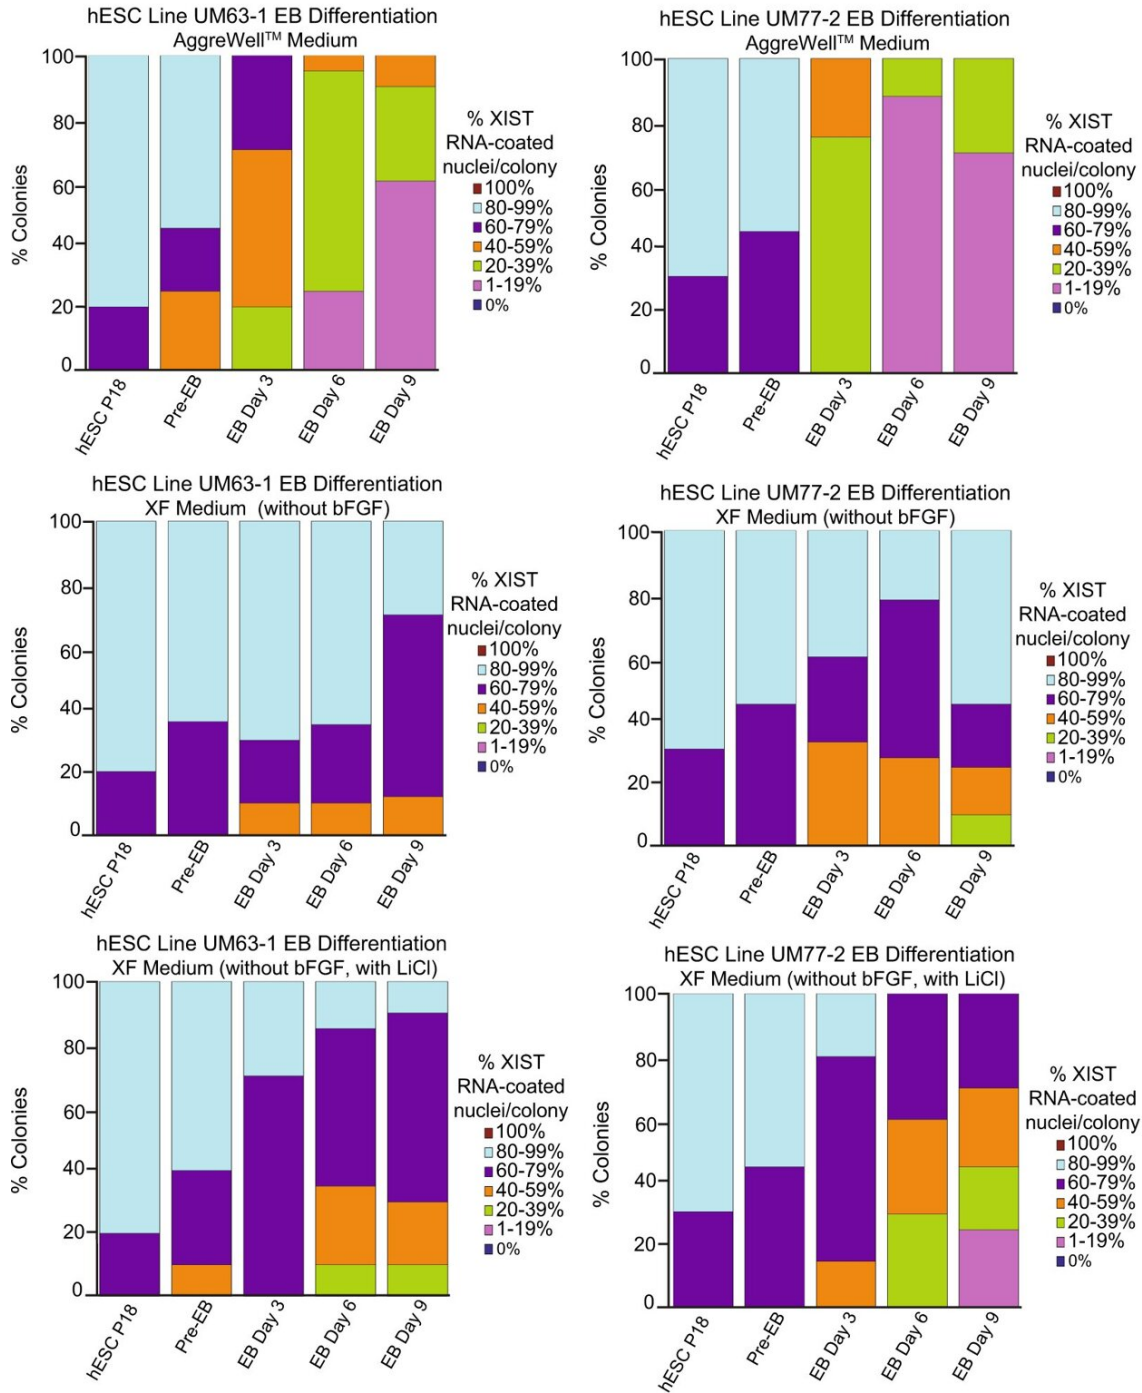 hESC Line UM63-1 EB Differentiation
AggreWell™ Medium
% Colonies
100
80
60
40
20
0
hESC P18
Pre-EB
EB Day 3
EB Day 6
EB Day 9
% XIST
RNA-coated
nuclei/colony
100%
80-99%
60-79%
40-59%
20-39%
1-19%
0%
hESC Line UM77-2 EB Differentiation
AggreWell™ Medium
% Colonies
100
80
60
40
20
0
hESC P18
Pre-EB
EB Day 3
EB Day 6
EB Day 9
% XIST
RNA-coated
nuclei/colony
100%
80-99%
60-79%
40-59%
20-39%
1-19%
0%
hESC Line UM63-1 EB Differentiation
XF Medium (without bFGF)
% Colonies
100
80
60
40
20
0
hESC P18
Pre-EB
EB Day 3
EB Day 6
EB Day 9
% XIST
RNA-coated
nuclei/colony
100%
80-99%
60-79%
40-59%
20-39%
1-19%
0%
hESC Line UM77-2 EB Differentiation
XF Medium (without bFGF)
% Colonies
100
80
60
40
20
0
hESC P18
Pre-EB
EB Day 3
EB Day 6
EB Day 9
% XIST
RNA-coated
nuclei/colony
100%
80-99%
60-79%
40-59%
20-39%
1-19%
0%
hESC Line UM63-1 EB Differentiation
XF Medium (without bFGF, with LiCl)
% Colonies
100
80
60
40
20
0
hESC P18
Pre-EB
EB Day 3
EB Day 6
EB Day 9
% XIST
RNA-coated
nuclei/colony
100%
80-99%
60-79%
40-59%
20-39%
1-19%
0%
hESC Line UM77-2 EB Differentiation
XF Medium (without bFGF, with LiCl)
% Colonies
100
80
60
40
20
0
hESC P18
Pre-EB
EB Day 3
EB Day 6
EB Day 9
% XIST
RNA-coated
nuclei/colony
100%
80-99%
60-79%
40-59%
20-39%
1-19%
0%